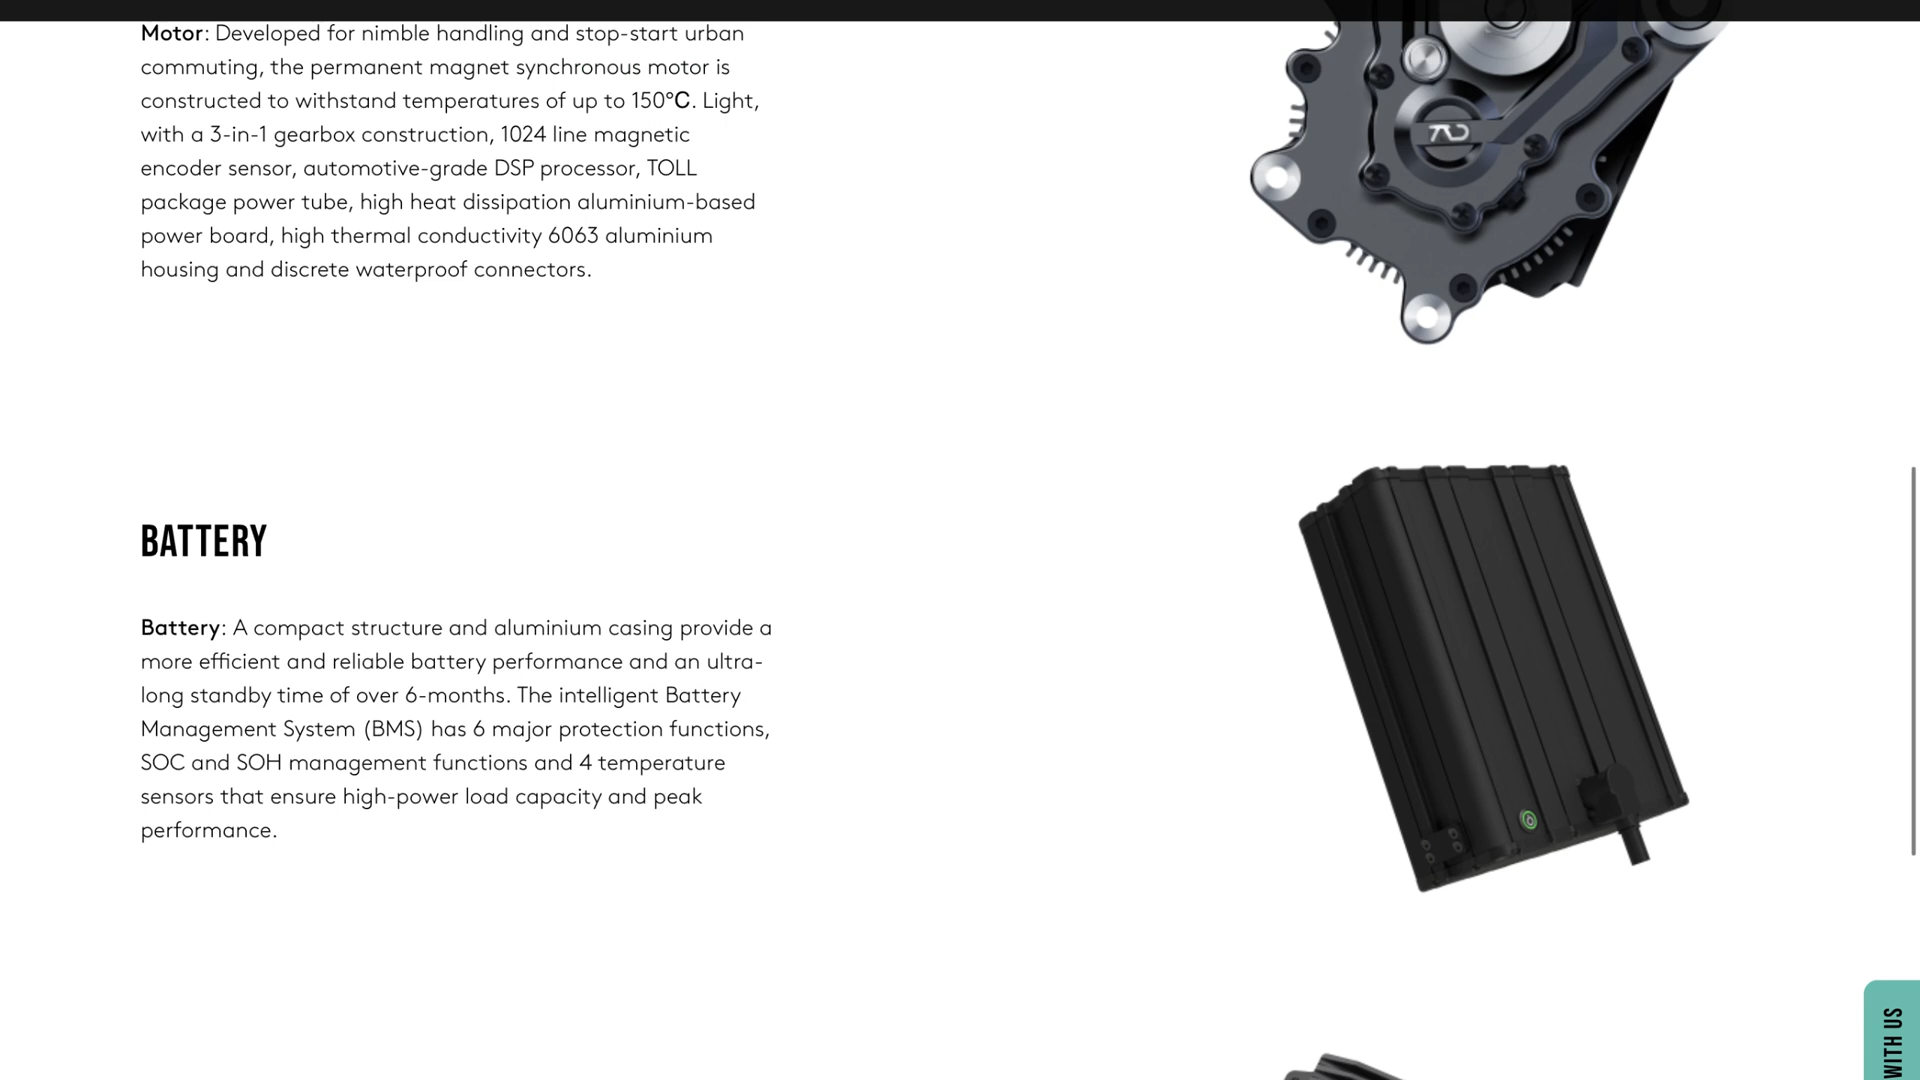 Motor: Developed for nimble handling and stop-start urban
commuting, the permanent magnet synchronous motor is
constructed to withstand temperatures of up to 150℃. Light,
with a 3-in-1 gearbox construction, 1024 line magnetic
encoder sensor, automotive-grade DSP processor, TOLL
package power tube, high heat dissipation aluminium-based
power board, high thermal conductivity 6063 aluminium
housing and discrete waterproof connectors.
BATTERY
Battery: A compact structure and aluminium casing provide a
more efficient and reliable battery performance and an ultra-
long standby time of over 6-months. The intelligent Battery
Management System (BMS) has 6 major protection functions,
SOC and SOH management functions and 4 temperature
sensors that ensure high-power load capacity and peak
performance.
WITH US